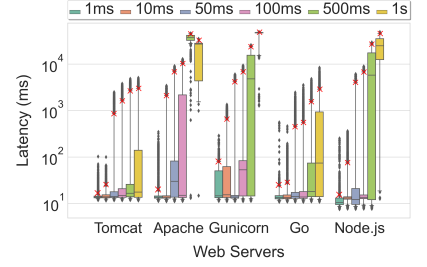 1ms 10ms 50ms 100ms 500ms 1s
Latency (ms)
10^4
10^3
10^2
10^1
Tomcat Apache Gunicorn Go Node.js
Web Servers